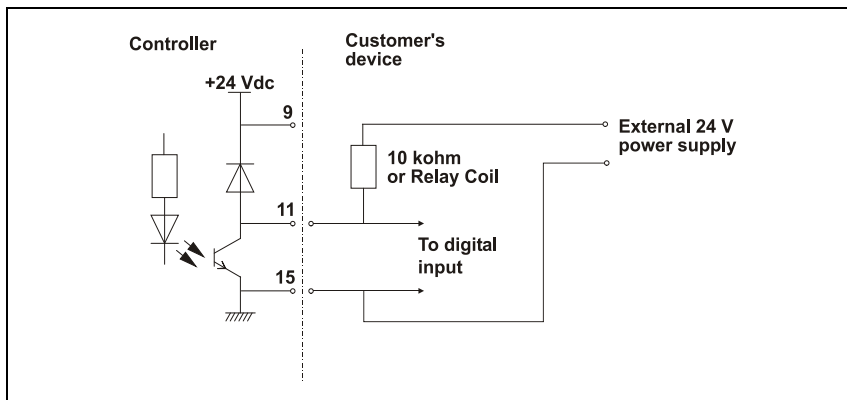 Controller
Customer's
device
+24 Vdc
9
External 24 V
power supply
10 kohm
or Relay Coil
11
To digital
input
15